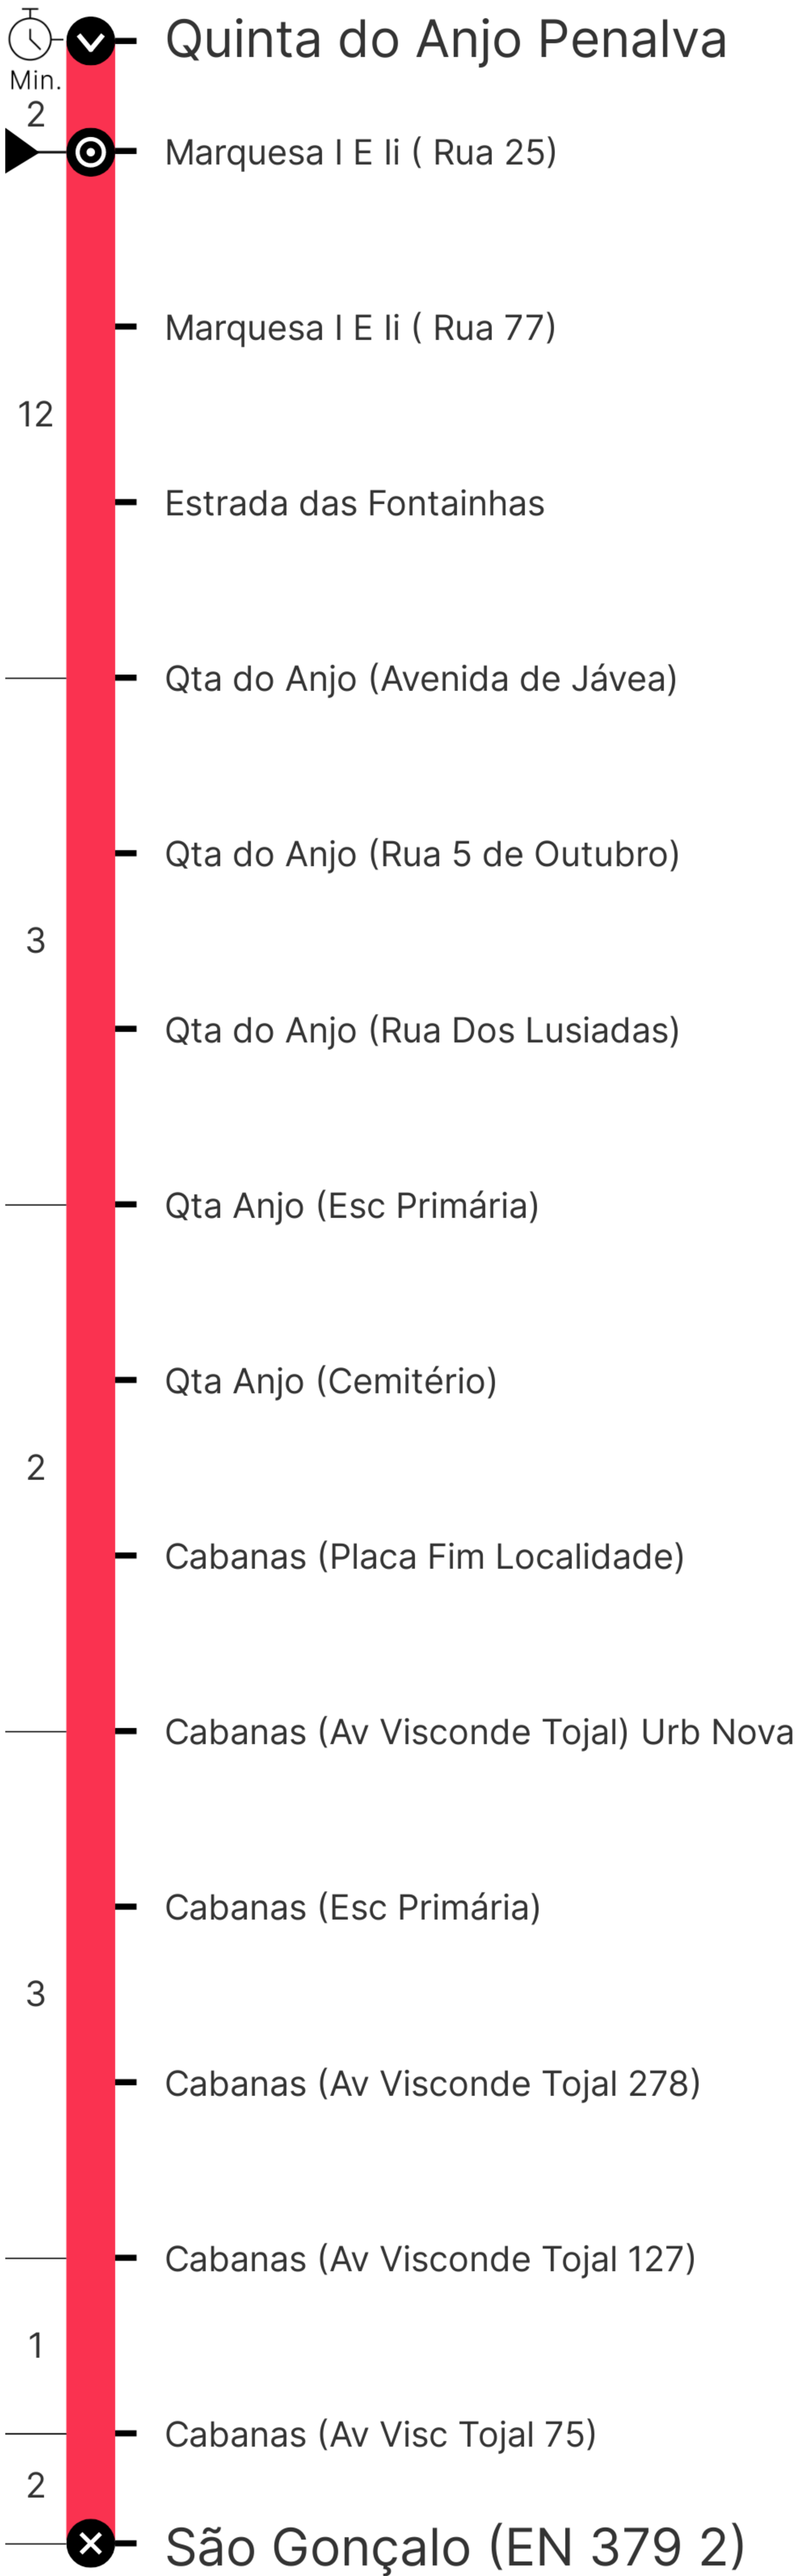 Quinta do Anjo Penalva
Min.
2
Marquesa I E Ii ( Rua 25)
Marquesa I E Ii ( Rua 77)
12
Estrada das Fontainhas
Qta do Anjo (Avenida de Jávea)
Qta do Anjo (Rua 5 de Outubro)
3
Qta do Anjo (Rua Dos Lusiadas)
Qta Anjo (Esc Primária)
Qta Anjo (Cemitério)
2
Cabanas (Placa Fim Localidade)
Cabanas (Av Visconde Tojal) Urb Nova
Cabanas (Esc Primária)
3
Cabanas (Av Visconde Tojal 278)
Cabanas (Av Visconde Tojal 127)
1
Cabanas (Av Visc Tojal 75)
2
São Gonçalo (EN 379 2)